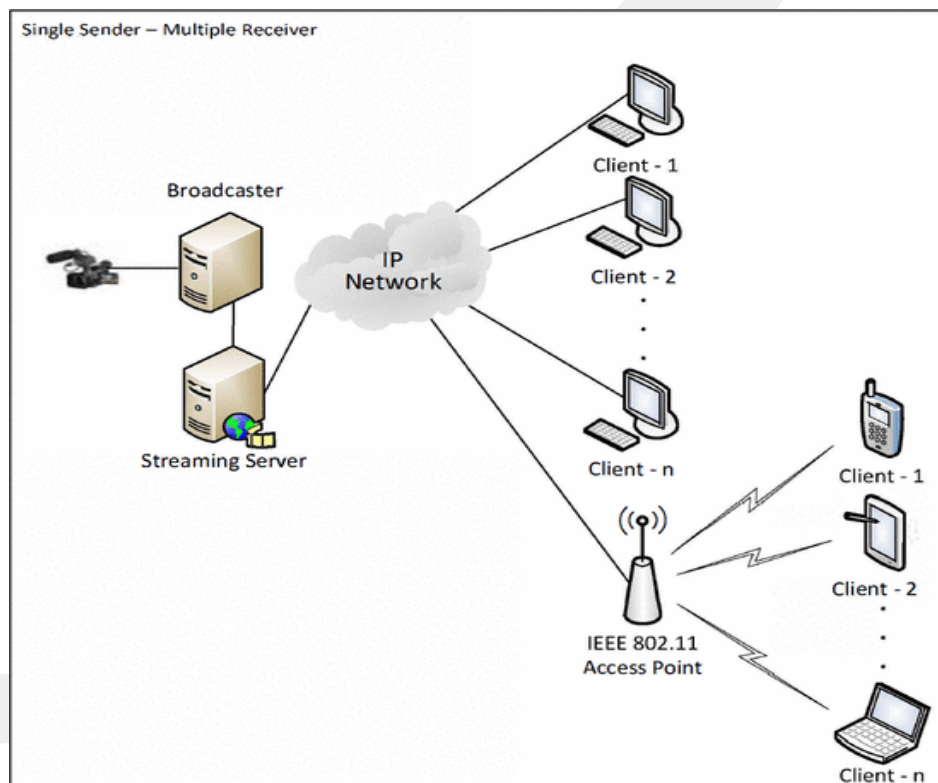 Single Sender – Multiple Receiver
Broadcaster
Streaming Server
IP
Network
Client - 1
Client - 2
Client - n
IEEE 802.11
Access Point
Client - 1
Client - 2
Client - n